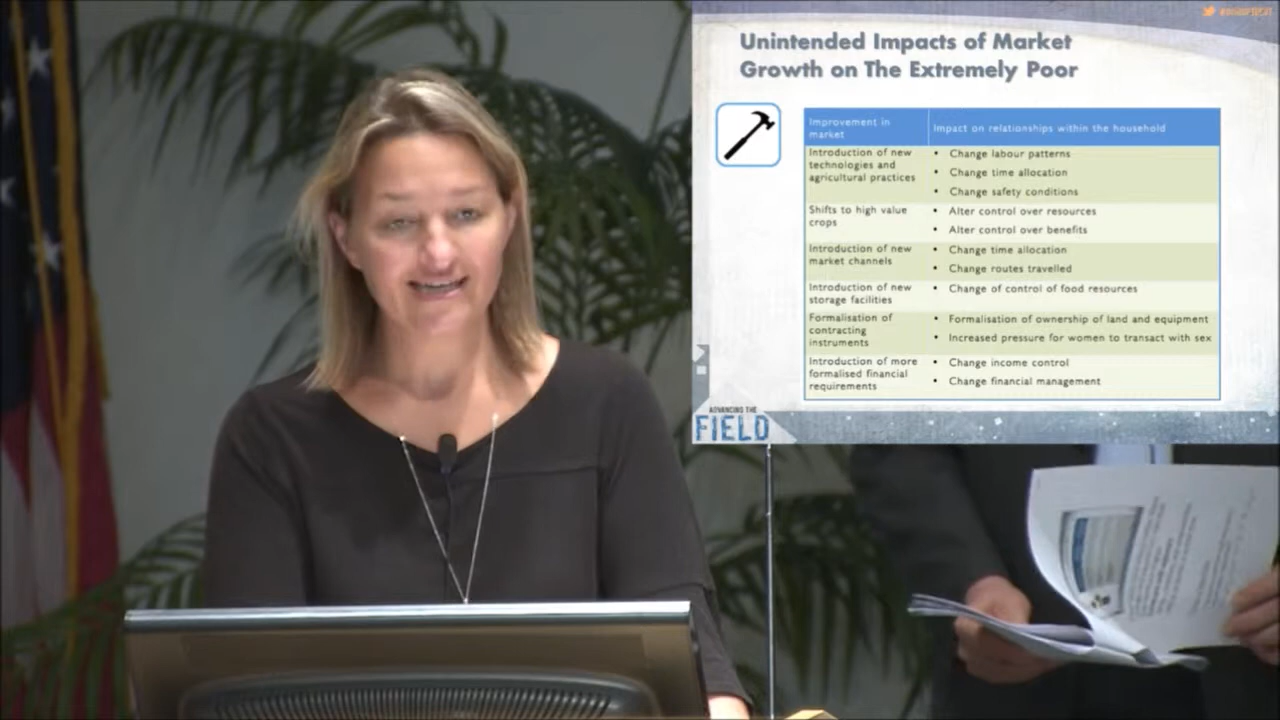 Unintended Impacts of Market
Growth on The Extremely Poor
Improvement in
market
Impact on relationships within the household
Introduction of new
technologies and
agricultural practices
• Change labour patterns
• Change time allocation
• Change safety conditions
Shifts to high value
crops
• Alter control over resources
• Alter control over benefits
Introduction of new
market channels
• Change time allocation
• Change routes travelled
Introduction of new
storage facilities
• Change of control of food resources
Formalisation of
contracting
instruments
• Formalisation of ownership of land and equipment
• Increased pressure for women to transact with sex
Introduction of more
formalised financial
requirements
• Change income control
• Change financial management
ADVANCING THE
FIELD